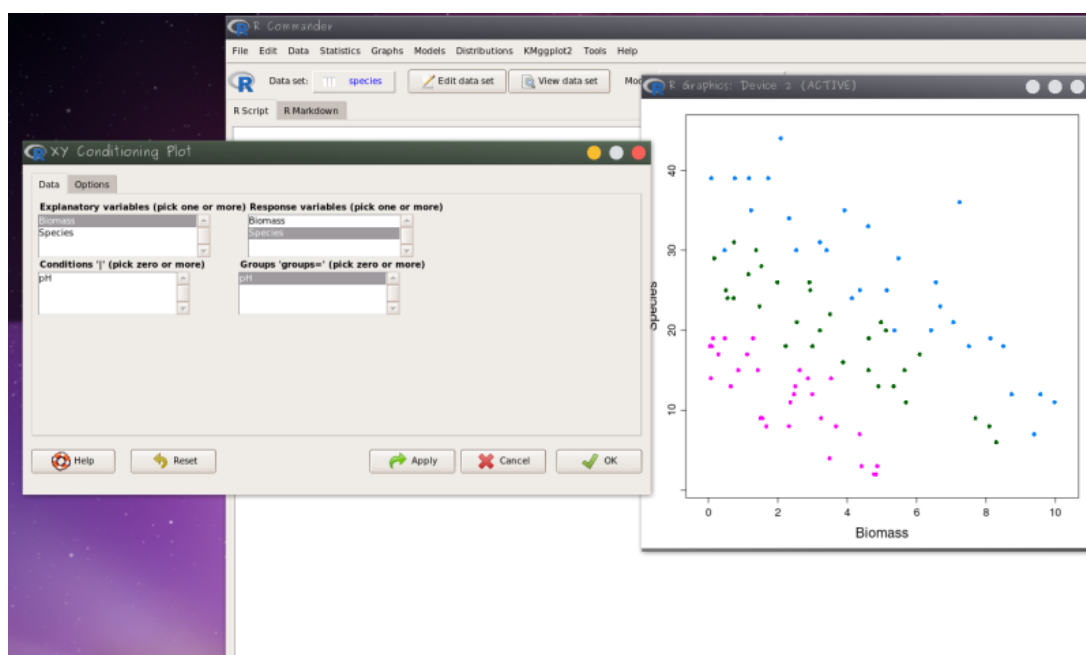 R Commander
File Edit Data Statistics Graphs Models Distributions KMggplot2 Tools Help
Data set: species Edit data set View data set
R Script R Markdown
R Graphics: Device 2 (ACTIVE)
XY Conditioning Plot
Data Options
Explanatory variables (pick one or more) Response variables (pick one or more)
Biomass Biomass
Species Species
Conditions '|' (pick zero or more) Groups 'groups=' (pick zero or more)
pH pH
Help Reset Apply Cancel OK
Species
40
30
20
10
0 2 4 6 8 10
Biomass